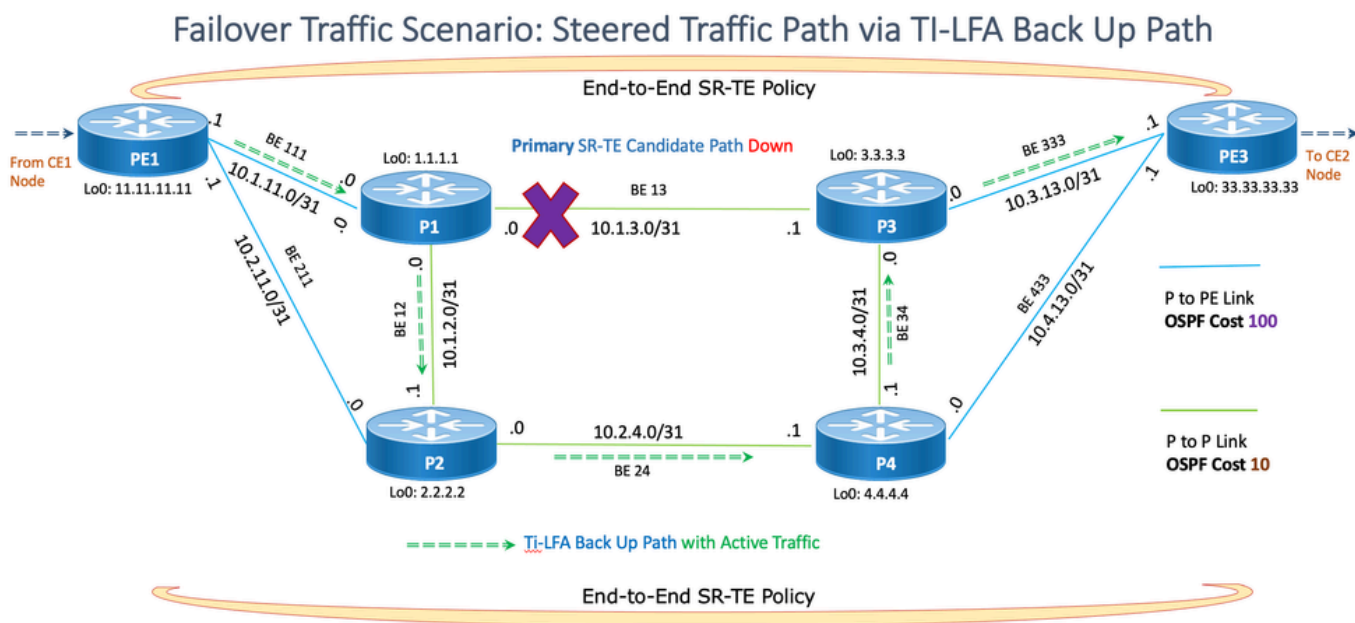 Failover Traffic Scenario: Steered Traffic Path via TI-LFA Back Up Path
End-to-End SR-TE Policy
From CE1
Node
PE1
Lo0: 11.11.11.11
.1
.1
BE 111
10.1.11.0/31
.0
.0
Lo0: 1.1.1.1
P1
Primary SR-TE Candidate Path Down
BE 13
.0
10.1.3.0/31
.1
Lo0: 3.3.3.3
P3
.0
BE 333
10.3.13.0/31
.1
.1
PE3
Lo0: 33.33.33.33
To CE2
Node
BE 211
10.2.11.0/31
.0
.0
BE 12
10.1.2.0/31
.1
.0
BE 34
10.3.4.0/31
.1
BE 433
10.4.13.0/31
.0
P to PE Link
OSPF Cost 100
P2
Lo0: 2.2.2.2
.0
10.2.4.0/31
.1
BE 24
P4
Lo0: 4.4.4.4
P to P Link
OSPF Cost 10
Ti-LFA Back Up Path with Active Traffic
End-to-End SR-TE Policy